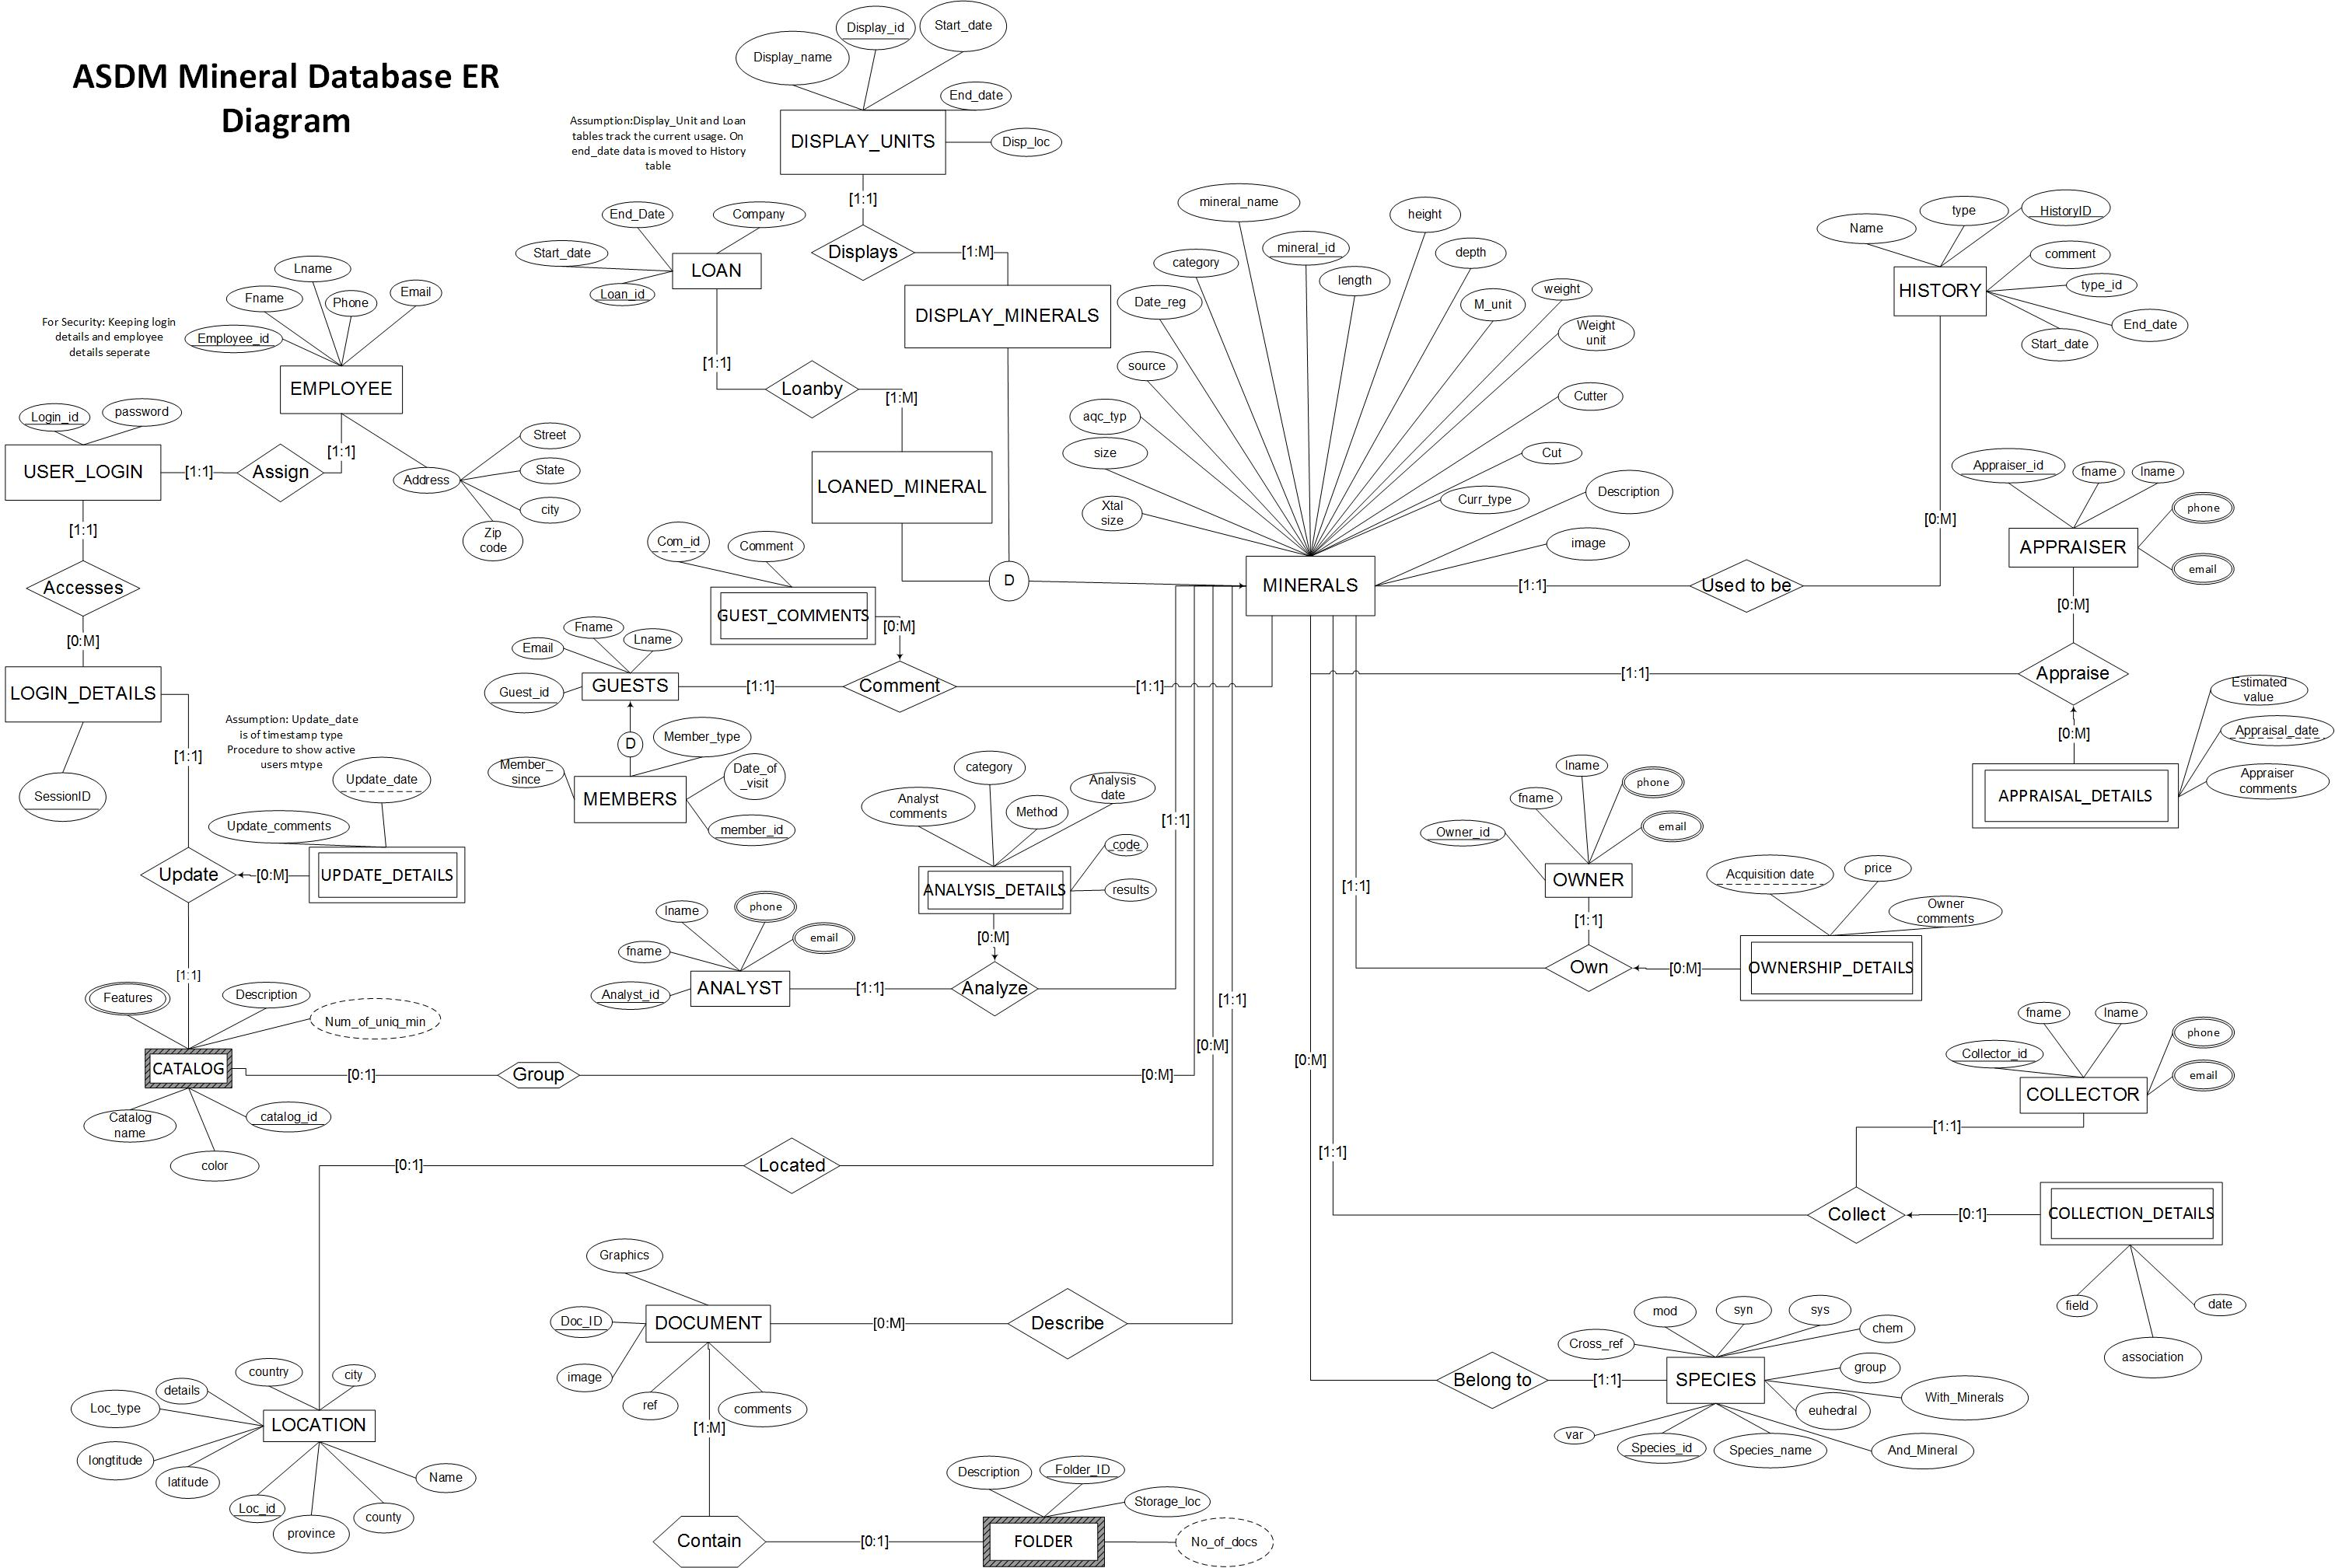 ASDM Mineral Database ER
Diagram
Display_id
Start_date
Display_name
End_date
Assumption:Display_Unit and Loan
tables track the current usage. On
end_date data is moved to History
table
DISPLAY_UNITS
Disp_loc
[1:1]
Displays
[1:M]
DISPLAY_MINERALS
End_Date
Company
Start_date
LOAN
Loan_id
[1:1]
Loanby
[1:M]
LOANED_MINERAL
D
mineral_name
height
mineral_id
depth
category
length
Date_reg
M_unit
weight
Weight
unit
source
Cutter
aqc_typ
size
Cut
Curr_type
Description
Xtal
size
image
MINERALS
[1:1]
Used to be
[0:M]
HistoryID
type
Name
comment
HISTORY
type_id
End_date
Start_date
Lname
Email
Fname
Phone
Employee_id
For Security: Keeping login
details and employee
details seperate
EMPLOYEE
Login_id
password
Street
State
Address
city
Zip
code
USER_LOGIN
[1:1]
Assign
[1:1]
[1:1]
Accesses
[0:M]
LOGIN_DETAILS
SessionID
[1:1]
Assumption: Update_date
is of timestamp type
Procedure to show active
users mtype
Update_date
Update_comments
Update
[0:M]
UPDATE_DETAILS
[1:1]
Features
Description
Num_of_uniq_min
CATALOG
Catalog
name
catalog_id
color
[0:1]
Group
[0:M]
Com_id
Comment
GUEST_COMMENTS
[0:M]
Fname
Lname
Email
Guest_id
GUESTS
[1:1]
Comment
[1:1]
D
Member_type
Member_
since
Date_of
_visit
MEMBERS
member_id
category
Analysis
date
Analyst
comments
Method
code
ANALYSIS_DETAILS
results
[0:M]
lname
phone
email
fname
Analyst_id
ANALYST
[1:1]
Analyze
[1:1]
Appraiser_id
fname
lname
phone
APPRAISER
email
[0:M]
Appraise
[1:1]
[0:M]
Estimated
value
Appraisal_date
Appraiser
comments
APPRAISAL_DETAILS
lname
phone
fname
email
Owner_id
OWNER
[1:1]
Own
[1:1]
[0:M]
Acquisition date
price
Owner
comments
OWNERSHIP_DETAILS
fname
lname
phone
Collector_id
email
COLLECTOR
[1:1]
Collect
[1:1]
[0:1]
COLLECTION_DETAILS
field
date
association
[0:1]
Located
[0:M]
country
city
details
Loc_type
LOCATION
longtitude
latitude
Name
Loc_id
county
province
Graphics
Doc_ID
DOCUMENT
image
ref
comments
[0:M]
Describe
[1:1]
[1:M]
Contain
[0:1]
Description
Folder_ID
Storage_loc
FOLDER
No_of_docs
[0:M]
Belong to
[1:1]
mod
syn
sys
chem
Cross_ref
group
SPECIES
With_Minerals
euhedral
var
Species_id
Species_name
And_Mineral